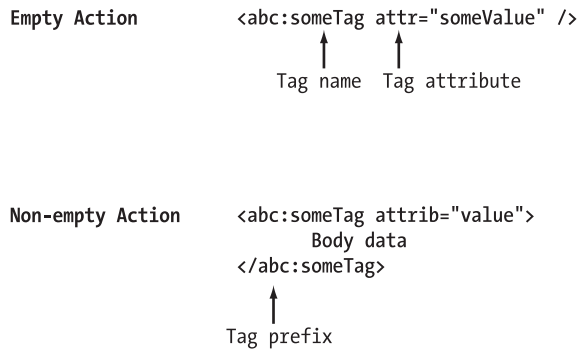 Empty Action <abc:someTag attr="someValue" />
Tag name Tag attribute
Non-empty Action <abc:someTag attrib="value">
Body data
</abc:someTag>
Tag prefix